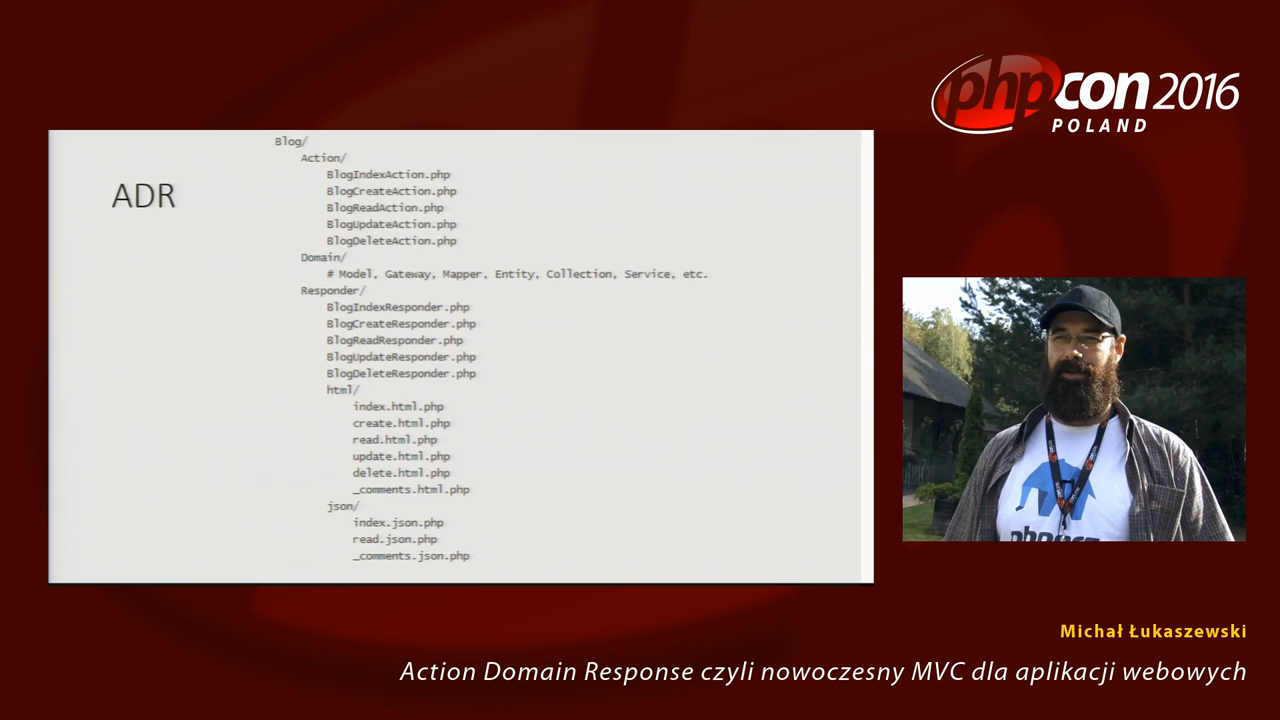 phpcon 2016
POLAND
ADR
Blog/
Action/
BlogIndexAction.php
BlogCreateAction.php
BlogReadAction.php
BlogUpdateAction.php
BlogDeleteAction.php
Domain/
# Model, Gateway, Mapper, Entity, Collection, Service, etc.
Responder/
BlogIndexResponder.php
BlogCreateResponder.php
BlogReadResponder.php
BlogUpdateResponder.php
BlogDeleteResponder.php
html/
index.html.php
create.html.php
read.html.php
update.html.php
delete.html.php
_comments.html.php
json/
index.json.php
read.json.php
_comments.json.php
Michał Łukaszewski
Action Domain Response czyli nowoczesny MVC dla aplikacji webowych